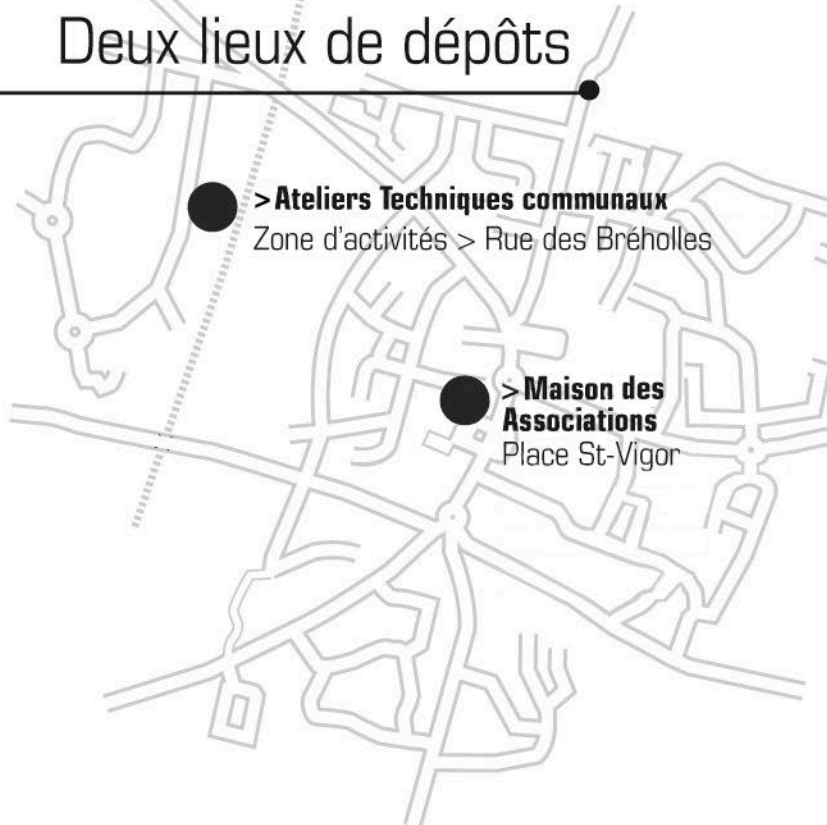 Deux lieux de dépôts
>Ateliers Techniques communaux
Zone d'activités > Rue des Bréholles
>Maison des
Associations
Place St-Vigor